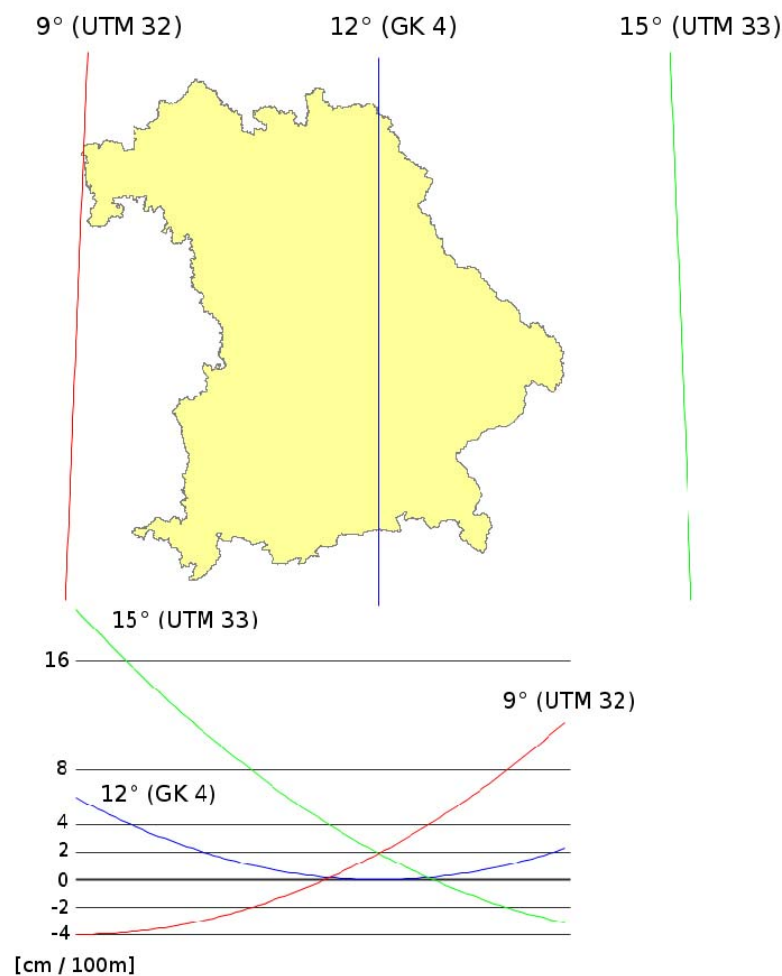 9° (UTM 32)
12° (GK 4)
15° (UTM 33)
15° (UTM 33)
16
9° (UTM 32)
8
12° (GK 4)
4
2
0
-2
-4
[cm / 100m]